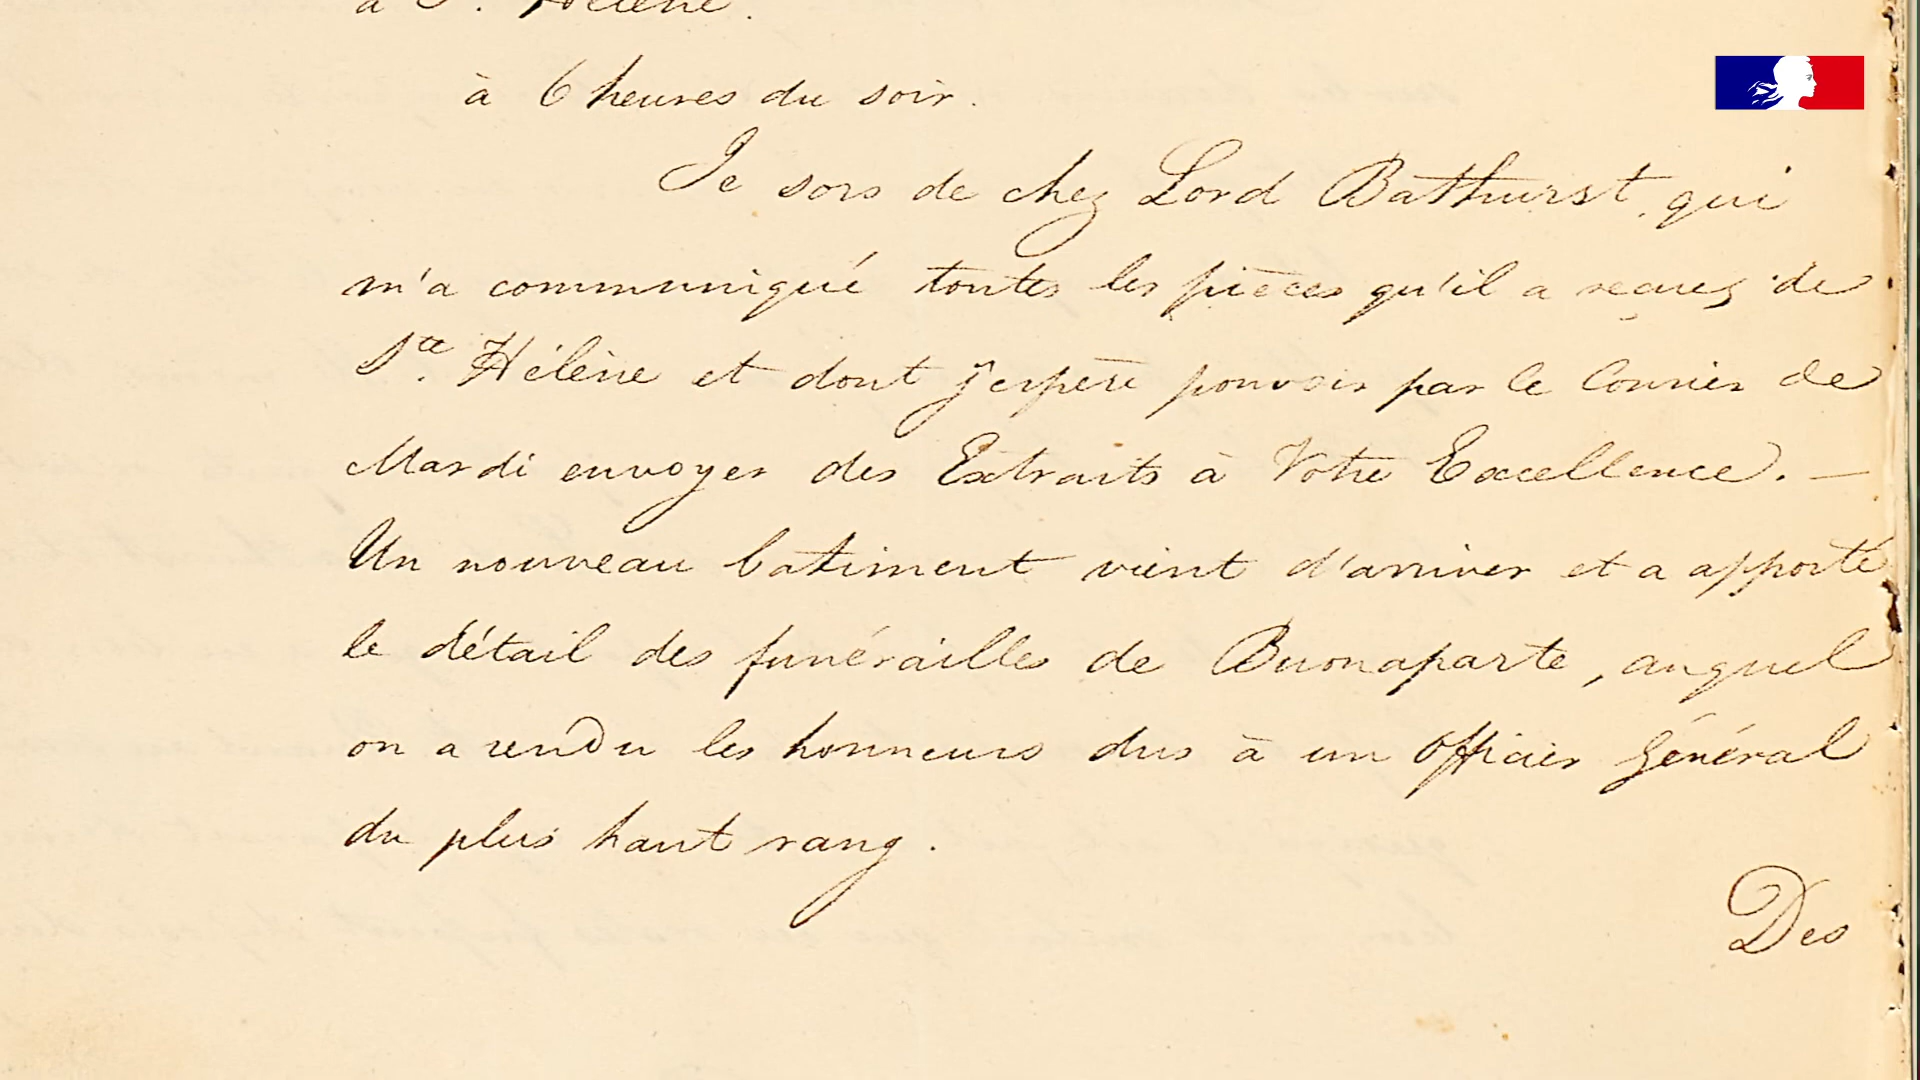 à S.t Hélène.
à 6 heures du soir.
Je sors de chez Lord Bathurst, qui
m'a communiqué toutes les pièces qu'il a reçues de
Ste. Hélène et dont j'espère pouvoir par le Courier de
Mardi envoyer des Extraits à Votre Excellence. —
Un nouveau batiment vient d'arriver et a apporté
le détail des funérailles de Buonaparte, auquel
on a rendu les honneurs dus à un officier général
du plus haut rang.
Des